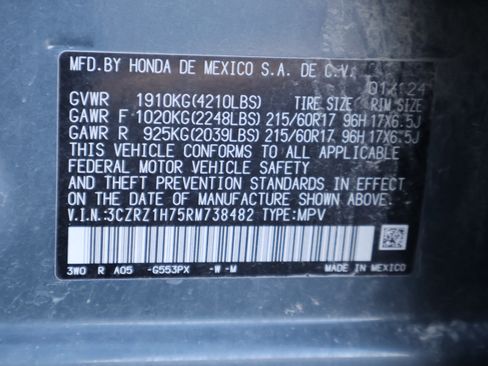 MFD.BY HONDA DE MEXICO S.A. DE C.V. 01/24
GVWR 1910KG(4210LBS) TIRE SIZE RIM SIZE
GAWR F 1020KG(2248LBS) 215/60R17 96H 17X6.5J
GAWR R 925KG(2039LBS) 215/60R17 96H 17X6.5J
THIS VEHICLE CONFORMS TO ALL APPLICABLE
FEDERAL MOTOR VEHICLE SAFETY
AND THEFT PREVENTION STANDARDS IN EFFECT
ON THE DATE OF MANUFACTURE SHOWN ABOVE.
V.I.N.:3CZRZ1H75RM738482 TYPE:MPV
3W0 R A05 -G553PX -W -M MADE IN MEXICO